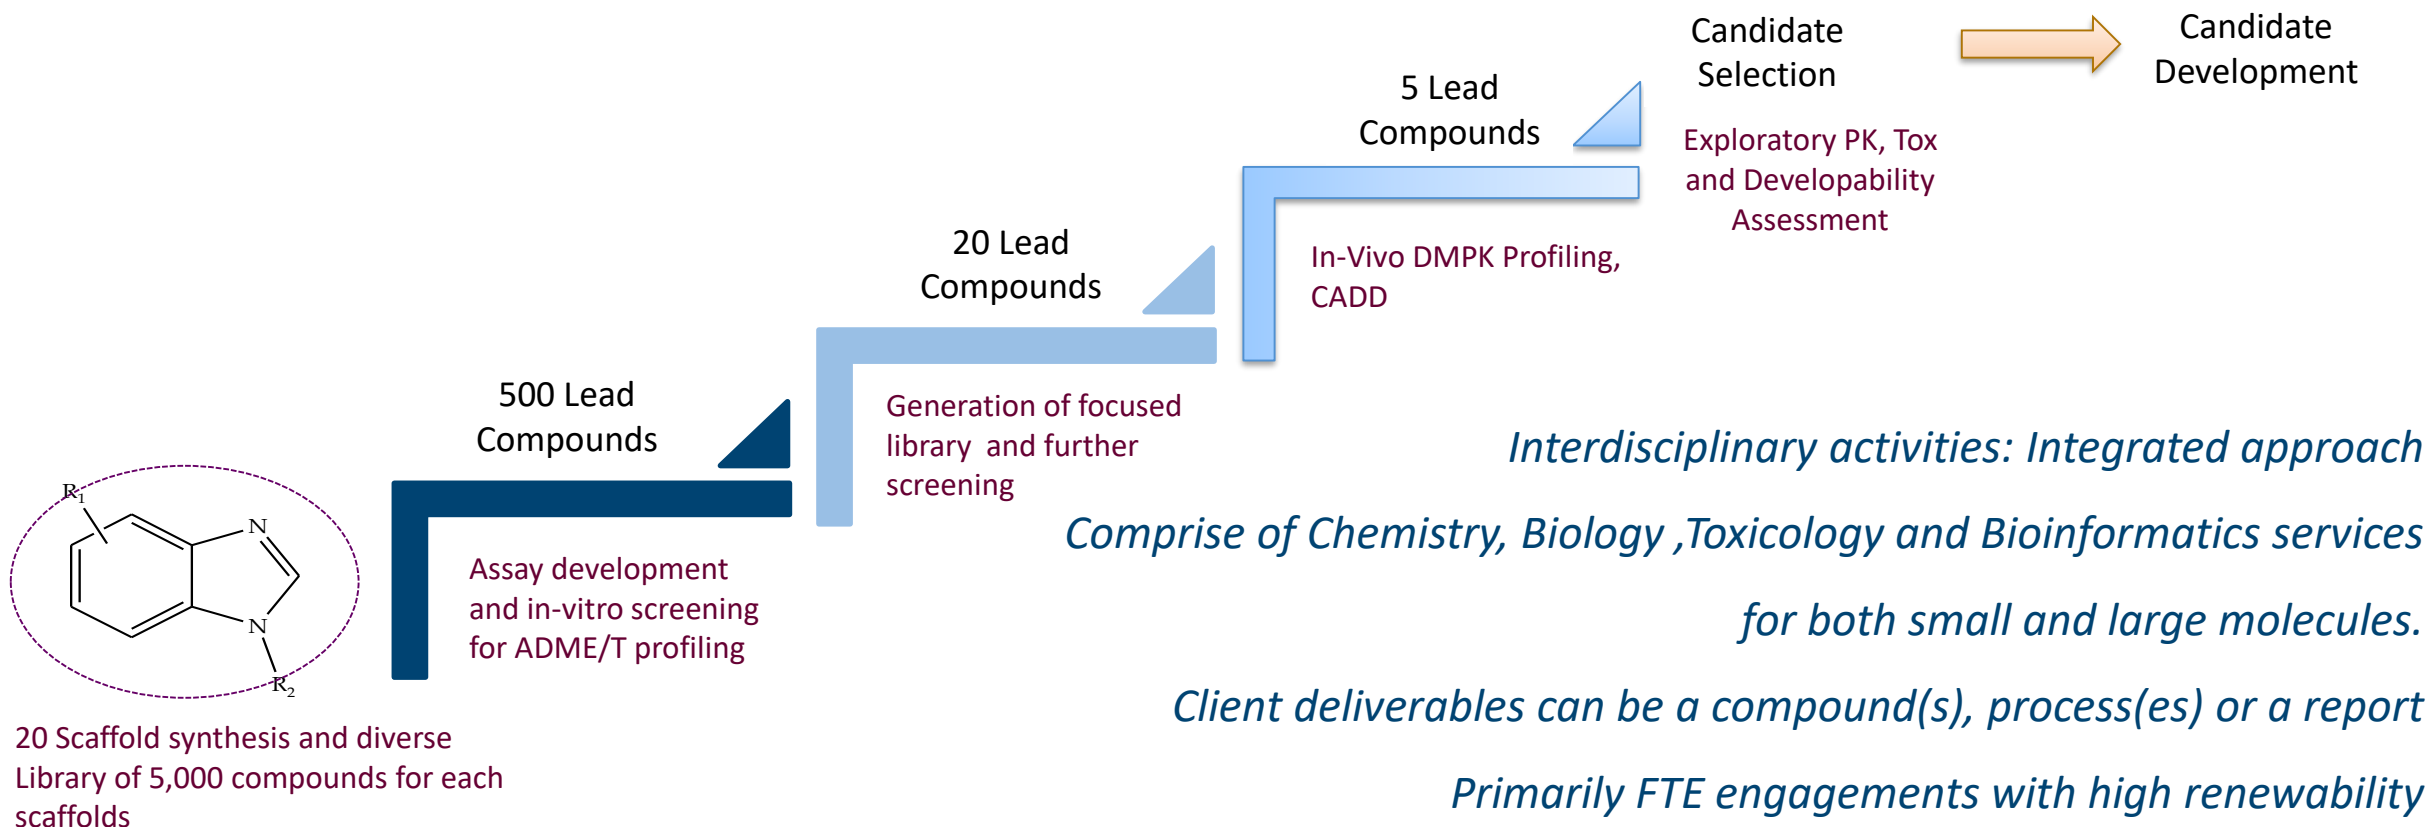 Candidate
Selection
Candidate
Development
5 Lead
Compounds
Exploratory PK, Tox
and Developability
Assessment
20 Lead
Compounds
In-Vivo DMPK Profiling,
CADD
500 Lead
Compounds
Generation of focused
library  and further
screening
R1
N
N
R2
Assay development
and in-vitro screening
for ADME/T profiling
20 Scaffold synthesis and diverse
Library of 5,000 compounds for each
scaffolds
Interdisciplinary activities: Integrated approach
Comprise of Chemistry, Biology ,Toxicology and Bioinformatics services
for both small and large molecules.
Client deliverables can be a compound(s), process(es) or a report
Primarily FTE engagements with high renewability